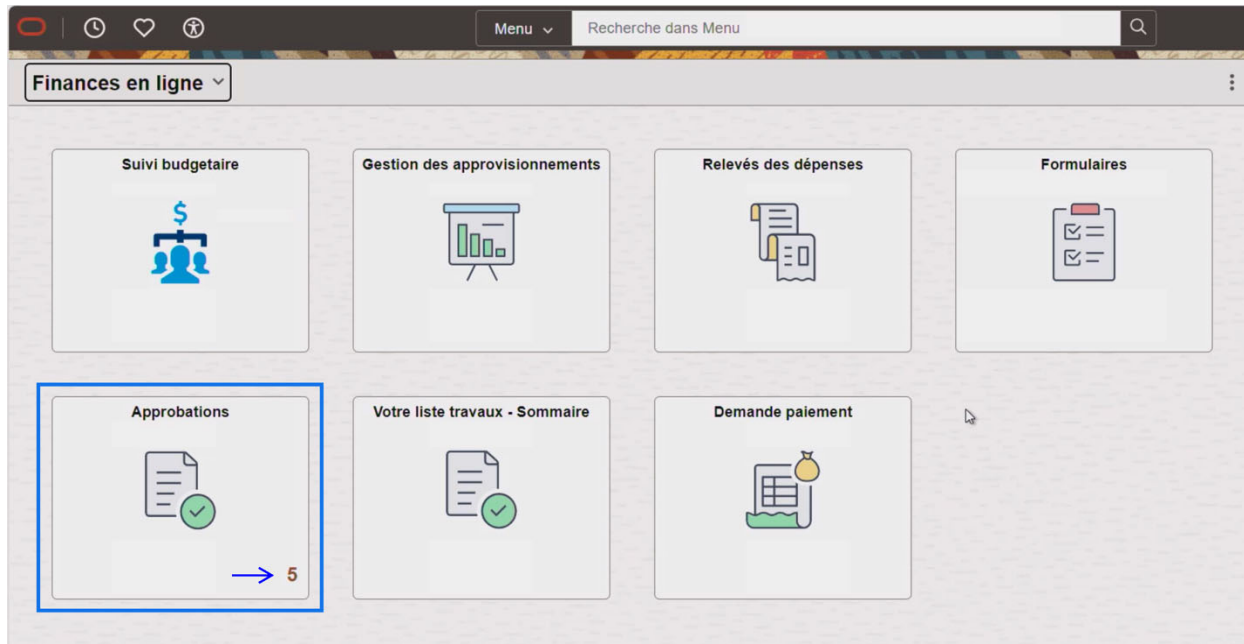 Menu
Recherche dans Menu
Finances en ligne
Suivi budgetaire
Gestion des approvisionnements
Relevés des dépenses
Formulaires
$
Approbations
Votre liste travaux - Sommaire
Demande paiement
5